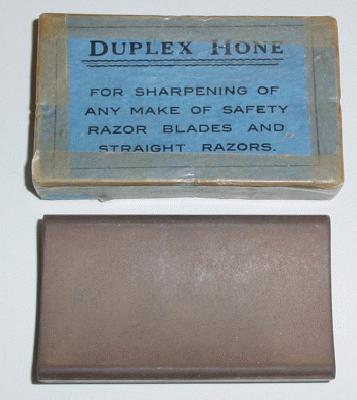 DUPLEX HONE
FOR SHARPENING OF
ANY MAKE OF SAFETY
RAZOR BLADES AND
STRAIGHT RAZORS.